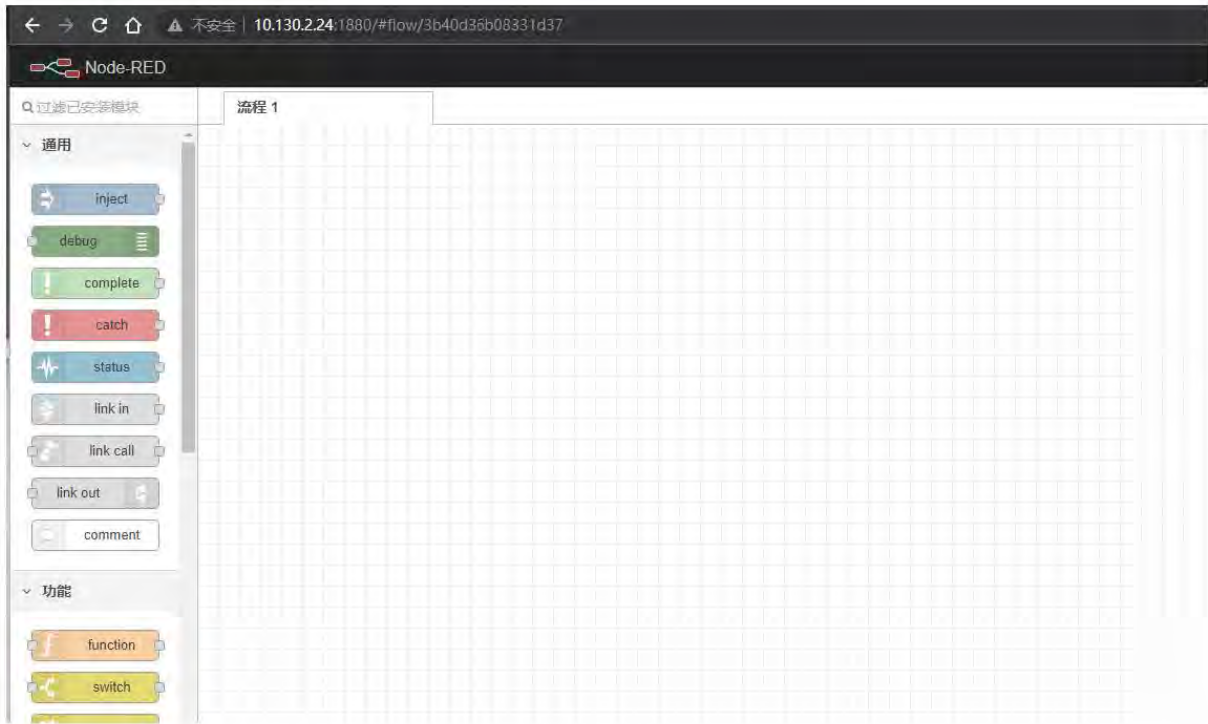 不安全 | 10.130.2.24:1880/#flow/3b40d36b08331d37
Node-RED
过滤已安装模块
流程 1
通用
inject
debug
complete
catch
status
link in
link call
link out
comment
功能
function
switch